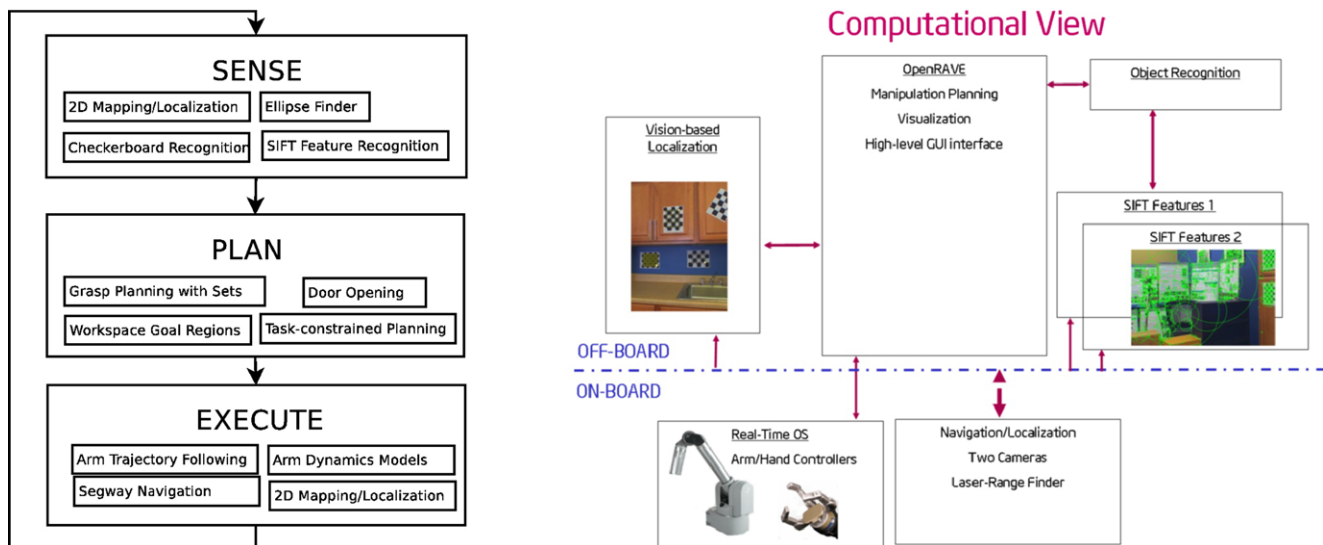 SENSE
2D Mapping/Localization
Ellipse Finder
Checkerboard Recognition
SIFT Feature Recognition
PLAN
Grasp Planning with Sets
Door Opening
Workspace Goal Regions
Task-constrained Planning
EXECUTE
Arm Trajectory Following
Arm Dynamics Models
Segway Navigation
2D Mapping/Localization
Computational View
Vision-based
Localization
OpenRAVE
Manipulation Planning
Visualization
High-level GUI interface
Object Recognition
SIFT Features 1
SIFT Features 2
OFF-BOARD
ON-BOARD
Real-Time OS
Arm/Hand Controllers
Navigation/Localization
Two Cameras
Laser-Range Finder